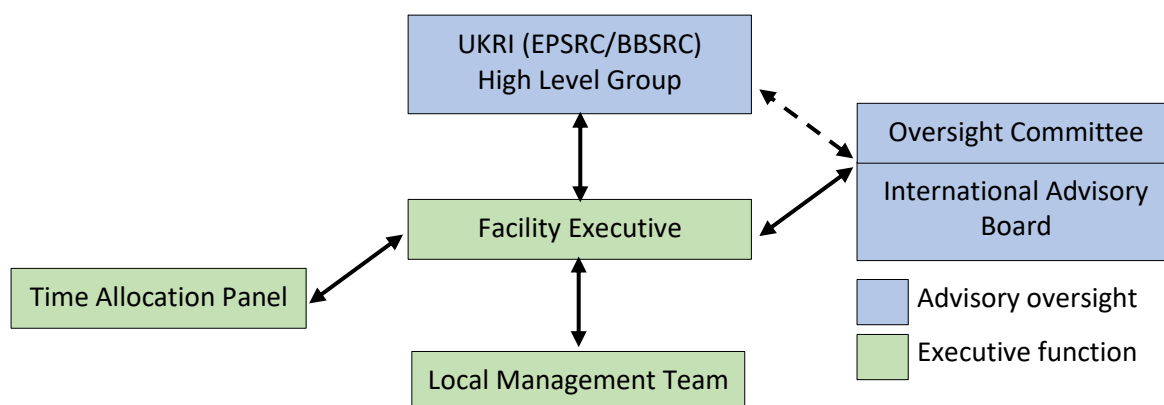 UKRI (EPSRC/BBSRC)
High Level Group
Oversight Committee
International Advisory
Board
Facility Executive
Time Allocation Panel
Local Management Team
Advisory oversight
Executive function